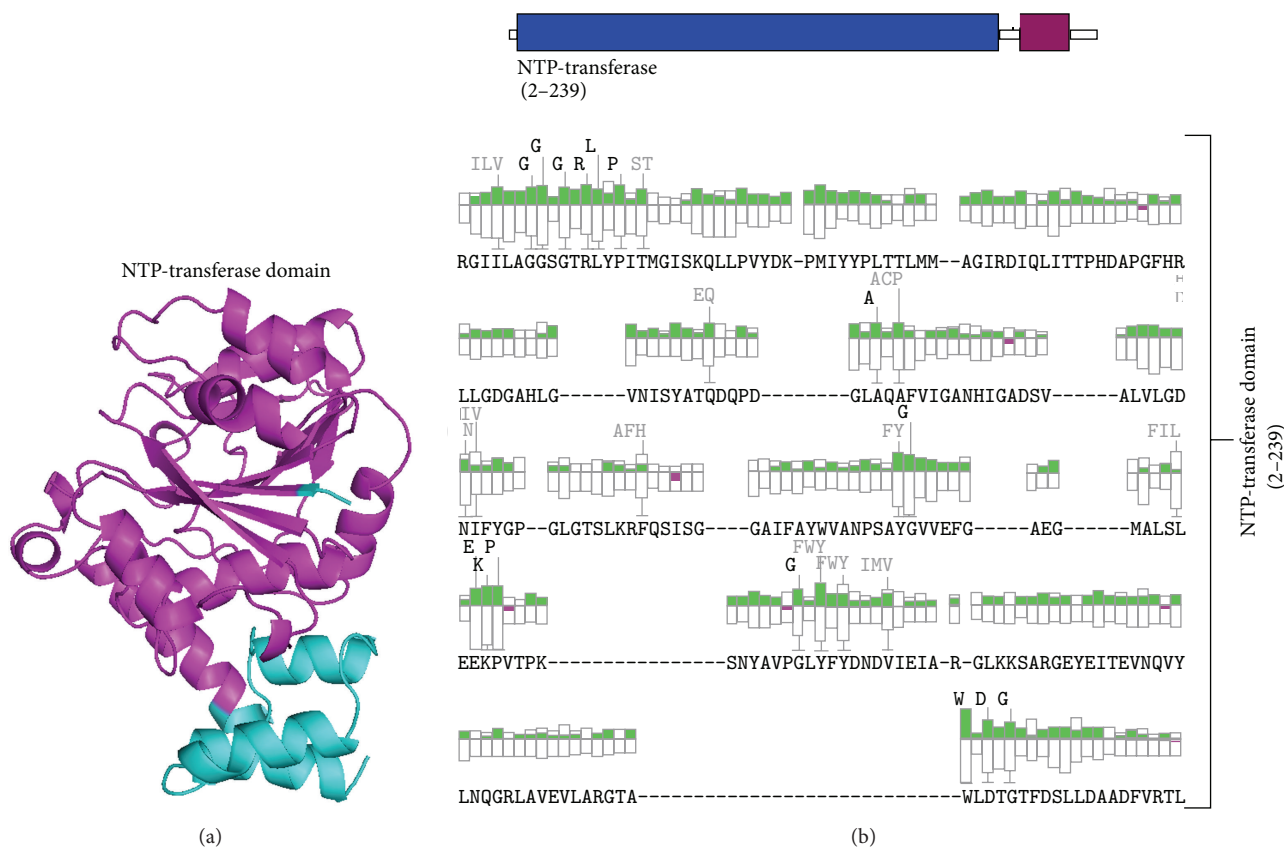 NTP-transferase
(2–239)
NTP-transferase domain
L
G
ILV G G R P ST
RGIILAGGSGTRLYPITMGISKQLLPVYDK-PMIYYPLTTLMM--AGIRDIQLITTPHDAPGFHR
ACP
EQ A
LLGDGAHLG------VNISYATQDQPD--------GLAQAFVIGANHIGADSV------ALVLGD
G
IV
N AFH FY FIL
NIFYGP--GLGTSLKRFQSISG----GAIFAYWVANPSAYGVVEFG-----AEG------MALSL
E P FWY
K G FWY IMV
EEKPVTPK----------------SNYAVPGLYFYDNDVIEIA-R-GLKKSARGEYEITEVNQVY
W D G
LNQGRLAVEVLARGTA-----------------------------WLDTGTFDSLLDAADFVRTL
NTP-transferase domain
(2–239)
(a)
(b)